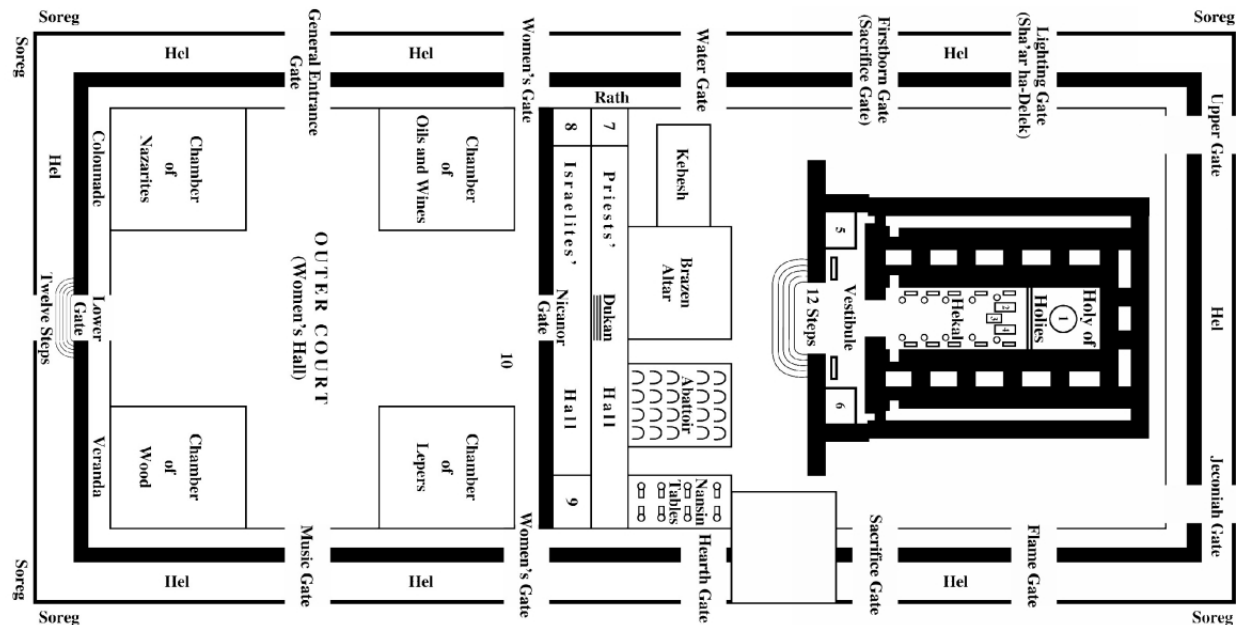 Soreg
Soreg
Soreg
Hel
General Entrance
Gate
Hel
Women's Gate
Water Gate
Firstborn Gate
(Sacrifice Gate)
Hel
Lighting Gate
(Sha'ar ha-Delek)
Upper Gate
Rath
Colounade
Chamber
of
Nazarites
Chamber
of
Oils and Wines
8
7
Israelites'
Hall
Priests'
Hall
Kebesh
Hel
OUTER COURT
(Women's Hall)
Brazen
Altar
5
Twelve Steps
Lower
Gate
Nicanor
Gate
Dukan
12 Steps
Vestibule
Hekal
2
3
4
Holy of
Holies
1
Hel
10
Abattoir
6
Veranda
Chamber
of
Wood
Chamber
of
Lepers
9
Nansin
Tables
Jeconiah Gate
Hel
Music Gate
Hel
Women's Gate
Hearth Gate
Sacrifice Gate
Hel
Flame Gate
Soreg
Soreg
Soreg